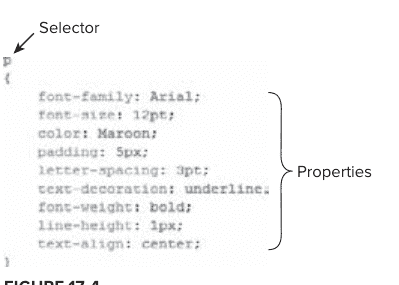 Selector
p
{
font-family: Arial;
font-size: 12pt;
color: Maroon;
padding: 5px;
letter-spacing: 3pt;
text-decoration: underline;
font-weight: bold;
line-height: 1px;
text-align: center;
}
Properties
FIGURE 17.4